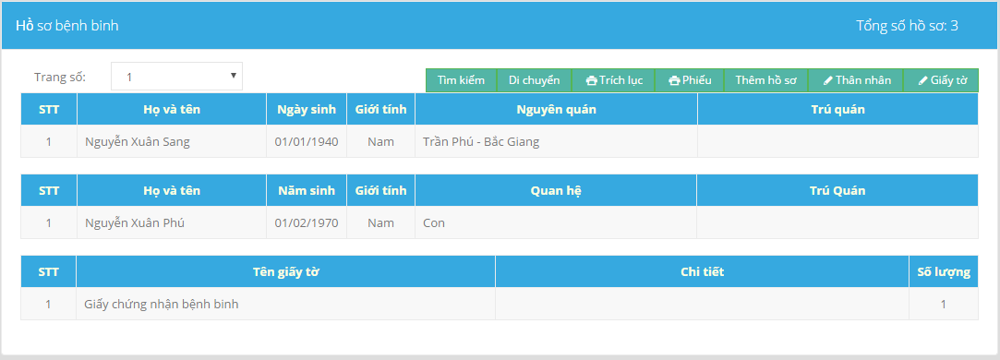 Hồ sơ bệnh binh Tổng số hồ sơ: 3
Trang số: 1 Tìm kiếm Di chuyển Trích lục Phiếu Thêm hồ sơ Thân nhân Giấy tờ
STT Họ và tên Ngày sinh Giới tính Nguyên quán Trú quán
1 Nguyễn Xuân Sang 01/01/1940 Nam Trần Phú - Bắc Giang
STT Họ và tên Năm sinh Giới tính Quan hệ Trú Quán
1 Nguyễn Xuân Phú 01/02/1970 Nam Con
STT Tên giấy tờ Chi tiết Số lượng
1 Giấy chứng nhận bệnh binh 1